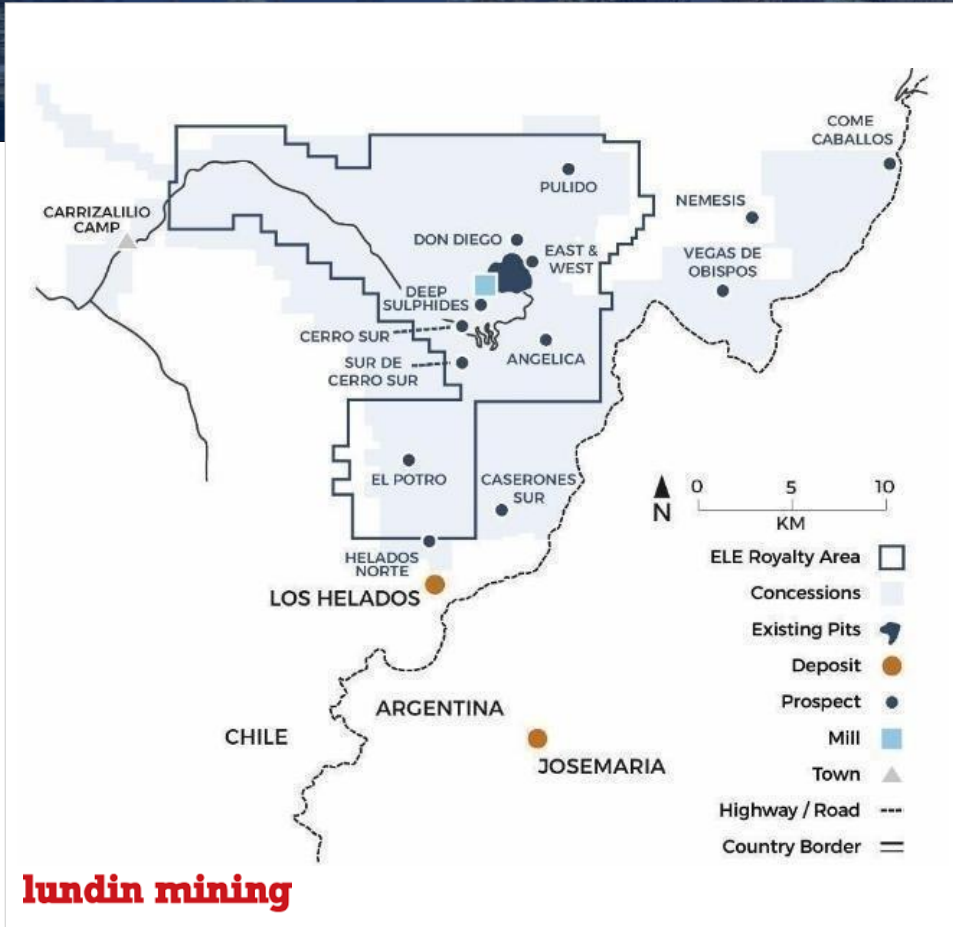 COME
CABALLOS
PULIDO
NEMESIS
CARRIZALILIO
CAMP
DON DIEGO
EAST &
WEST
VEGAS DE
OBISPOS
DEEP
SULPHIDES
CERRO SUR
ANGELICA
SUR DE
CERRO SUR
EL POTRO
CASERONES
SUR
HELADOS
NORTE
LOS HELADOS
ARGENTINA
CHILE
JOSEMARIA
N
0 5 10
KM
ELE Royalty Area
Concessions
Existing Pits
Deposit
Prospect
Mill
Town
Highway / Road
Country Border
lundin mining